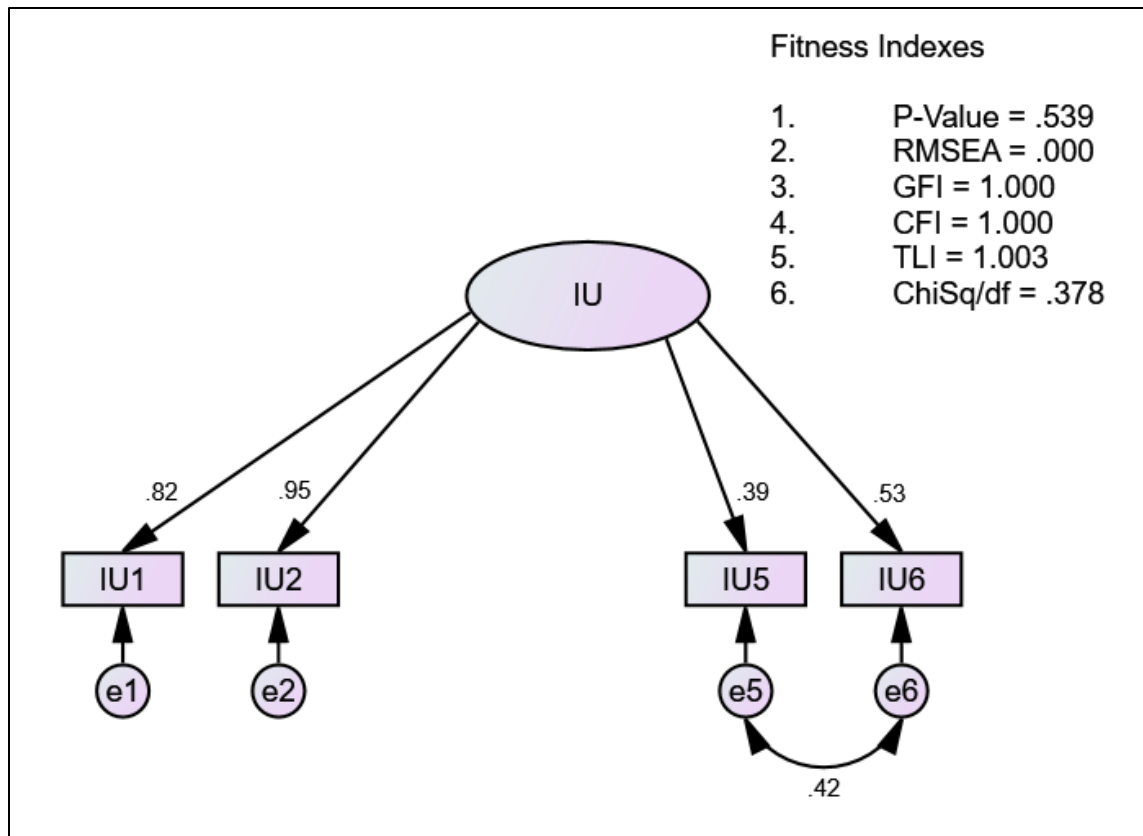 Fitness Indexes
1. P-Value = .539
2. RMSEA = .000
3. GFI = 1.000
4. CFI = 1.000
5. TLI = 1.003
6. ChiSq/df = .378
IU
.82 .95 .39 .53
IU1 IU2 IU5 IU6
e1 e2 e5 e6
.42